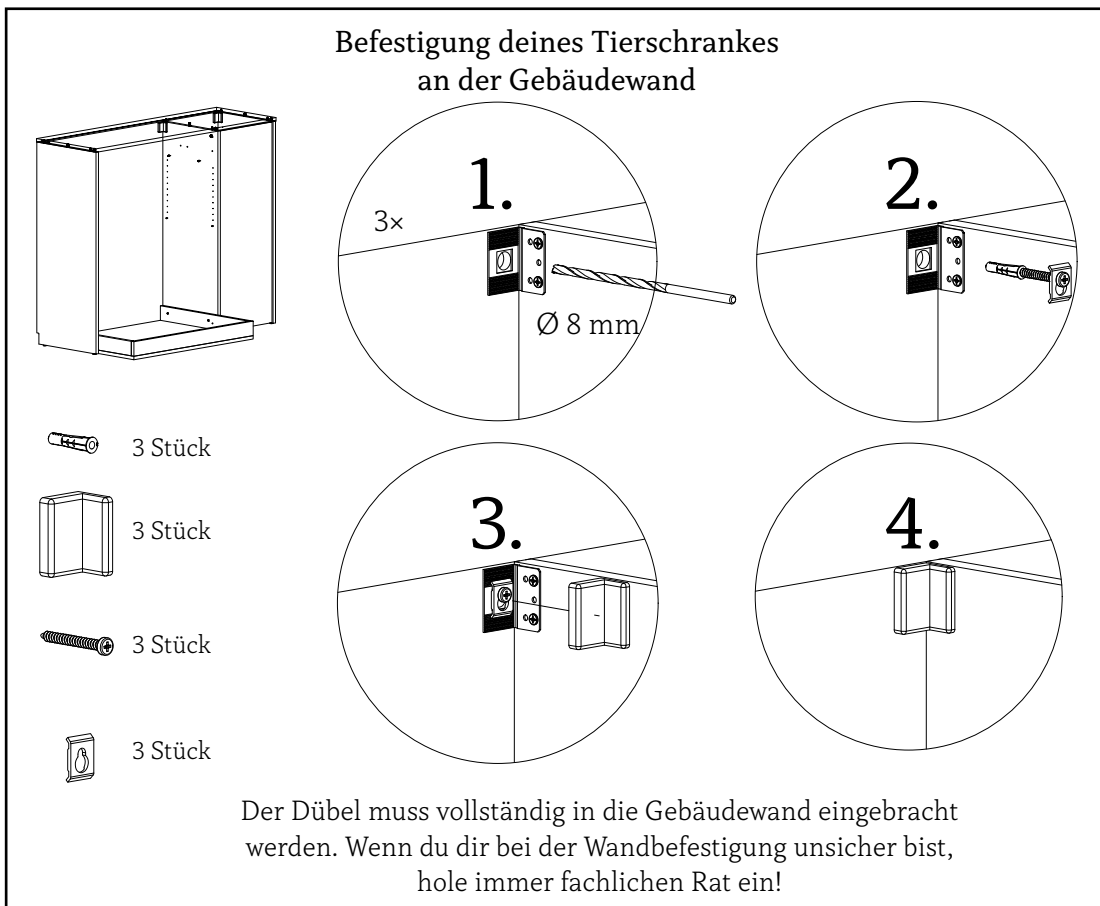 Befestigung deines Tierschrankes
an der Gebäudewand
1.
3×
Ø 8 mm
2.
3 Stück
3 Stück
3 Stück
3 Stück
3.
4.
Der Dübel muss vollständig in die Gebäudewand eingebracht
werden. Wenn du dir bei der Wandbefestigung unsicher bist,
hole immer fachlichen Rat ein!